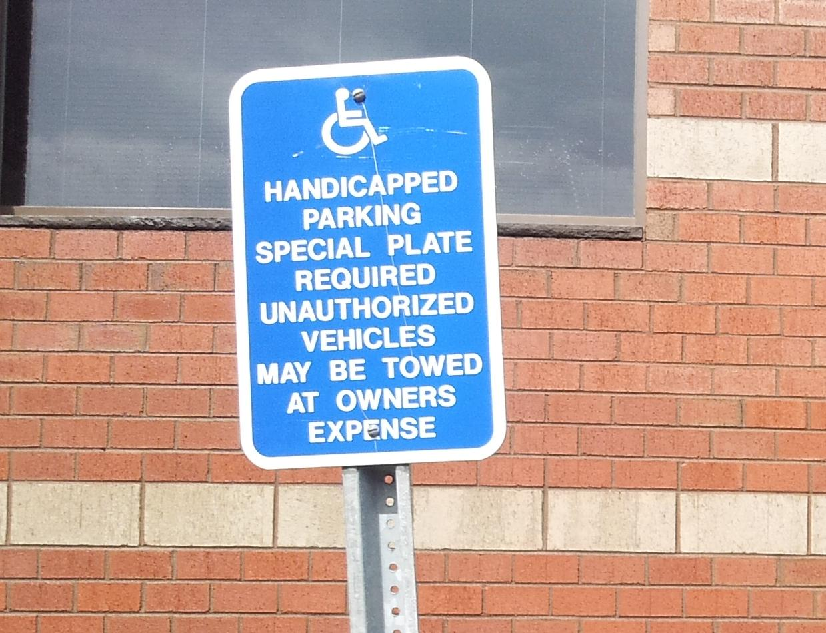 HANDICAPPED
PARKING
SPECIAL PLATE
REQUIRED
UNAUTHORIZED
VEHICLES
MAY BE TOWED
AT OWNERS
EXPENSE